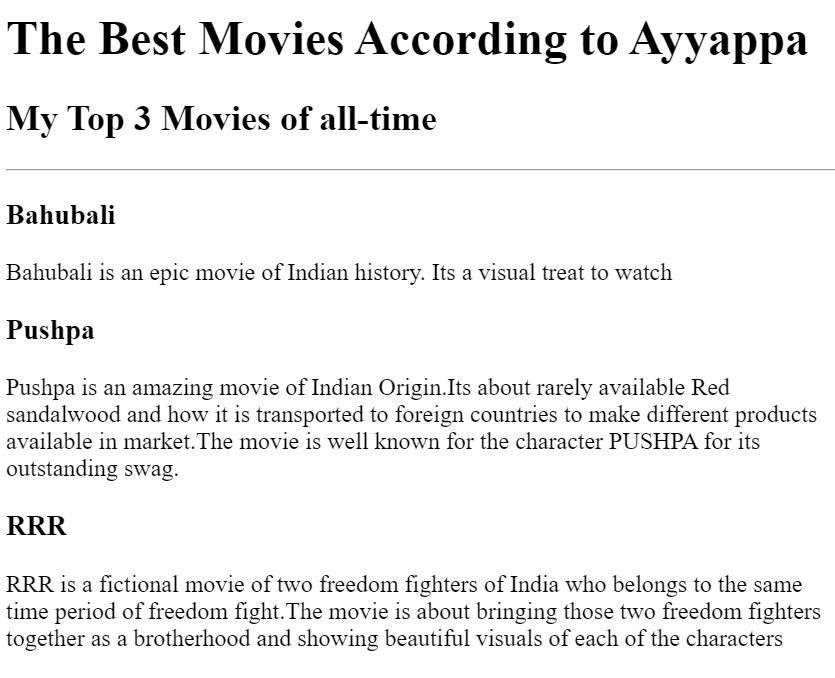 The Best Movies According to Ayyappa
My Top 3 Movies of all-time
Bahubali
Bahubali is an epic movie of Indian history. Its a visual treat to watch
Pushpa
Pushpa is an amazing movie of Indian Origin.Its about rarely available Red
sandalwood and how it is transported to foreign countries to make different products
available in market.The movie is well known for the character PUSHPA for its
outstanding swag.
RRR
RRR is a fictional movie of two freedom fighters of India who belongs to the same
time period of freedom fight.The movie is about bringing those two freedom fighters
together as a brotherhood and showing beautiful visuals of each of the characters